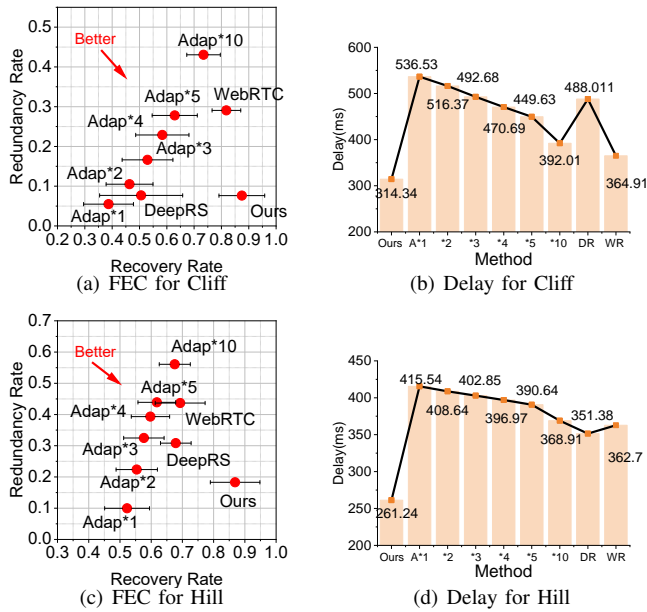 0.5
0.4
0.3
0.2
0.1
0.0
Redundancy Rate
Better
Adap*10
WebRTC
Adap*5
Adap*4
Adap*3
Adap*2
DeepRS
Adap*1
Ours
0.2 0.3 0.4 0.5 0.6 0.7 0.8 0.9 1.0
Recovery Rate
(a) FEC for Cliff
600
500
400
300
200
Delay(ms)
536.53
492.68
488.011
516.37
449.63
470.69
392.01
364.91
314.34
Ours A*1 *2 *3 *4 *5 *10 DR WR
Method
(b) Delay for Cliff
0.7
0.6
0.5
0.4
0.3
0.2
0.1
0.0
Redundancy Rate
Better
Adap*10
Adap*5
WebRTC
Adap*4
Adap*3
DeepRS
Adap*2
Ours
Adap*1
0.3 0.4 0.5 0.6 0.7 0.8 0.9 1.0
Recovery Rate
(c) FEC for Hill
450
400
350
300
250
200
Delay(ms)
415.54
402.85
390.64
408.64
396.97
368.91
351.38
362.7
261.24
Ours A*1 *2 *3 *4 *5 *10 DR WR
Method
(d) Delay for Hill